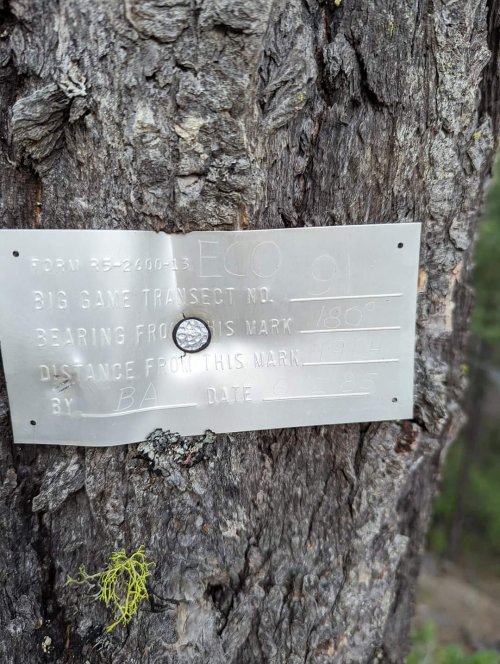 FORM R5-2600-13 ECO
BIG GAME TRANSECT NO. 91
BEARING FROM THIS MARK 180°
DISTANCE FROM THIS MARK
BY BA DATE